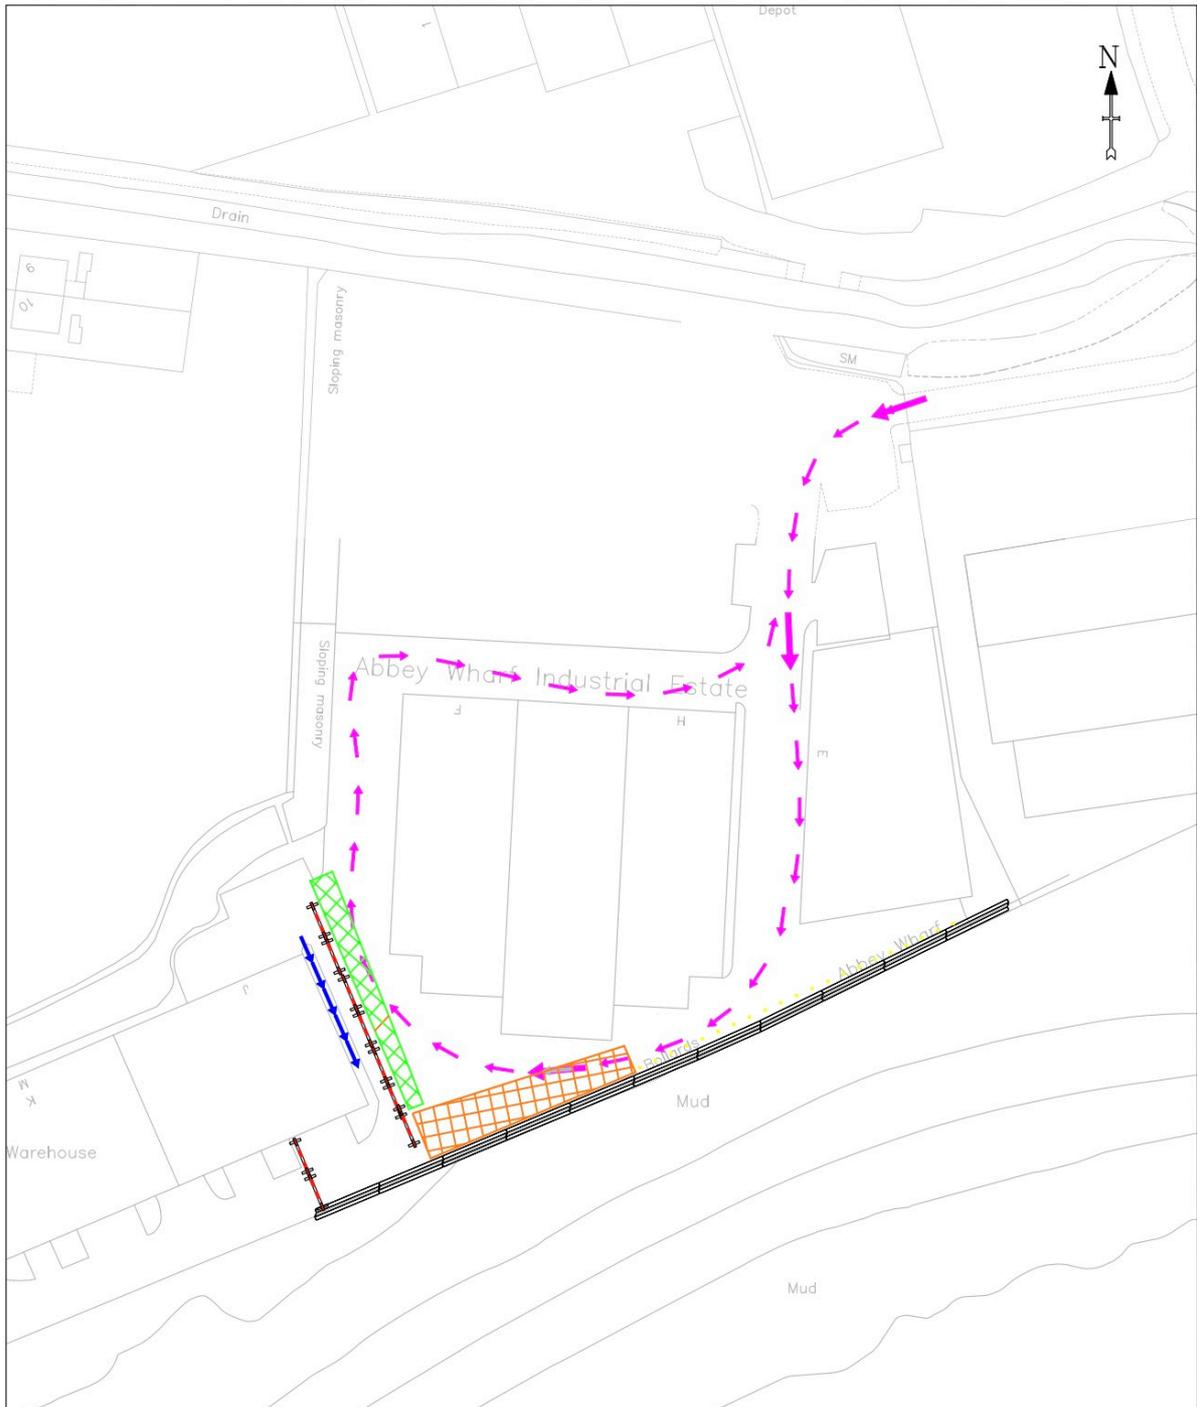 Depot
1
N
Drain
9
10
Sloping masonry
SM
Sloping masonry
Abbey Wharf Industrial Estate
F
H
E
Abbey Wharf
J
Bollards
M
K
Mud
Warehouse
Mud